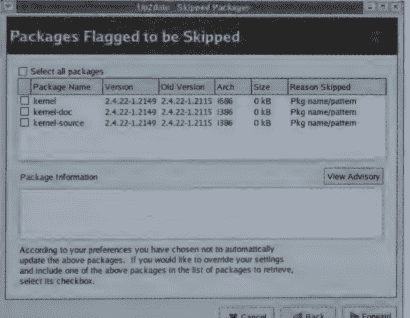 Up2date - Skipped Packages
Packages Flagged to be Skipped
Select all packages
Package Name Version Old Version Arch Size Reason Skipped
kernel 2.4.22-1.2149 2.4.22-1.2115 i686 0 kB Pkg name/pattern
kernel-doc 2.4.22-1.2149 2.4.22-1.2115 i386 0 kB Pkg name/pattern
kernel-source 2.4.22-1.2149 2.4.22-1.2115 i386 0 kB Pkg name/pattern
Package Information View Advisory
According to your preferences you have chosen not to automatically
update the above packages. If you would like to override your settings
and include one of the above packages in the list of packages to retrieve,
select its checkbox.
Cancel Back Forward